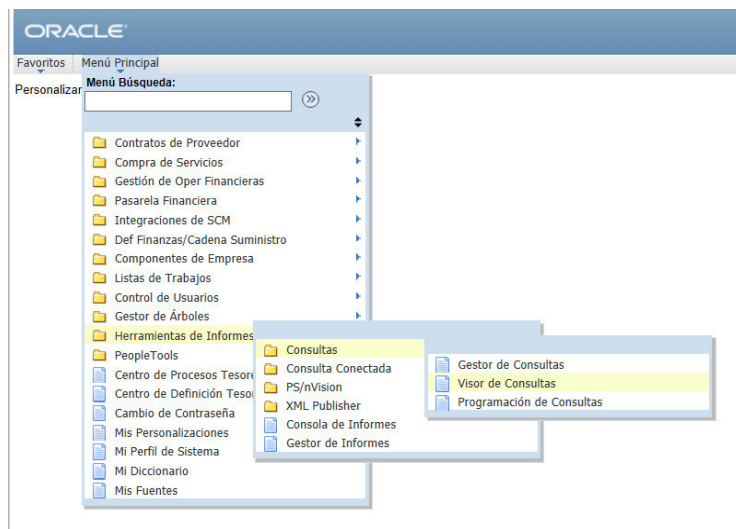 ORACLE
Favoritos Menú Principal
Personalizar
Menú Búsqueda:
Contratos de Proveedor
Compra de Servicios
Gestión de Oper Financieras
Pasarela Financiera
Integraciones de SCM
Def Finanzas/Cadena Suministro
Componentes de Empresa
Listas de Trabajos
Control de Usuarios
Gestor de Árboles
Herramientas de Informes
PeopleTools
Centro de Procesos Tesore
Centro de Definición Teso
Cambio de Contraseña
Mis Personalizaciones
Mi Perfil de Sistema
Mi Diccionario
Mis Fuentes
Consultas
Consulta Conectada
PS/nVision
XML Publisher
Consola de Informes
Gestor de Informes
Gestor de Consultas
Visor de Consultas
Programación de Consultas